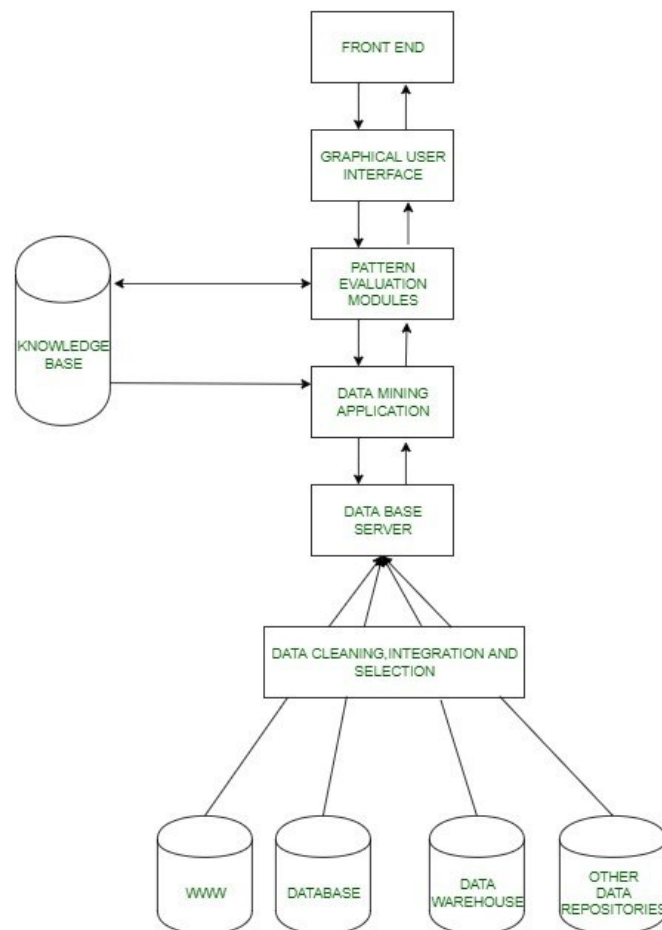 FRONT END
GRAPHICAL USER
INTERFACE
PATTERN
EVALUATION
MODULES
KNOWLEDGE
BASE
DATA MINING
APPLICATION
DATA BASE
SERVER
DATA CLEANING,INTEGRATION AND
SELECTION
WWW
DATABASE
DATA
WAREHOUSE
OTHER
DATA
REPOSITORIES